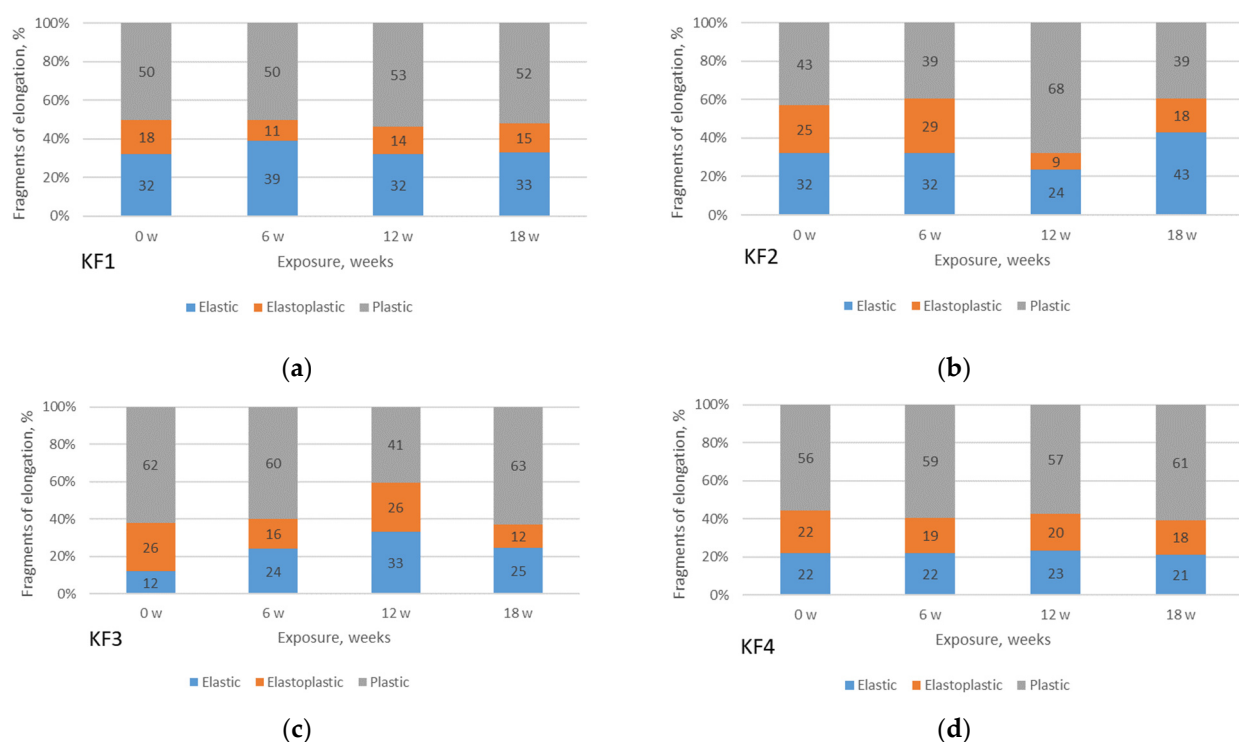 100%
80%
60%
40%
20%
0%
Fragments of elongation, %
50 50 53 52
18 11 14 15
32 39 32 33
0 w 6 w 12 w 18 w
KF1
Exposure, weeks
Elastic Elastoplastic Plastic
(a)
100%
80%
60%
40%
20%
0%
Fragments of elongation, %
43 39 68 39
25 29 9 18
32 32 24 43
0 w 6 w 12 w 18 w
KF2
Exposure, weeks
Elastic Elastoplastic Plastic
(b)
100%
80%
60%
40%
20%
0%
Fragments of elongation, %
62 60 41 63
26 16 26 12
12 24 33 25
0 w 6 w 12 w 18 w
KF3
Exposure, weeks
Elastic Elastoplastic Plastic
(c)
100%
80%
60%
40%
20%
0%
Fragments of elongation, %
56 59 57 61
22 19 20 18
22 22 23 21
0 w 6 w 12 w 18 w
KF4
Exposure, weeks
Elastic Elastoplastic Plastic
(d)